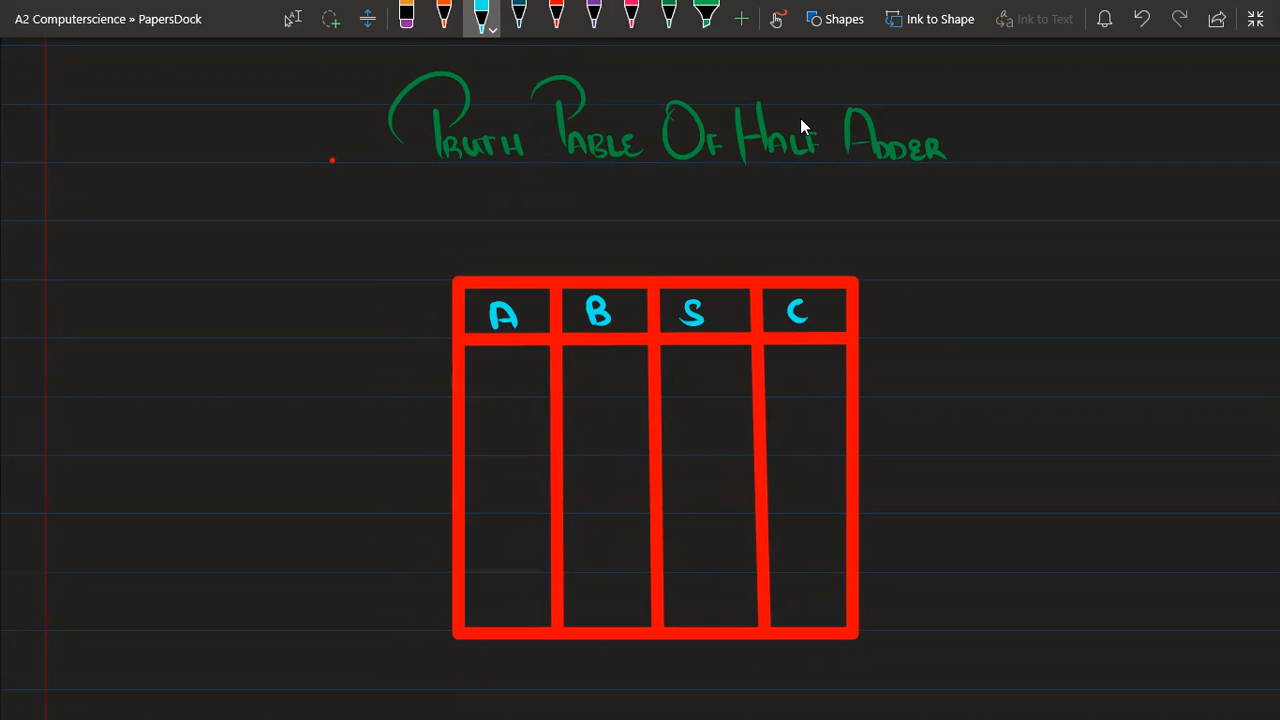 A2 Computerscience » PapersDock
Shapes
Ink to Shape
Ink to Text
TRUTH TABLE OF HALF ADDER
A B S C